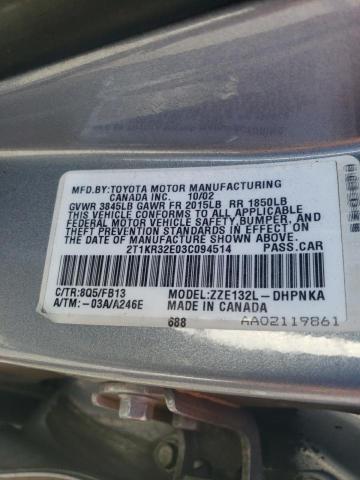 MFD.BY:TOYOTA MOTOR MANUFACTURING
CANADA INC. 10/02
GVWR 3845LB GAWR FR 2015LB RR 1850LB
THIS VEHICLE CONFORMS TO ALL APPLICABLE
FEDERAL MOTOR VEHICLE SAFETY,BUMPER, AND
THEFT PREVENTION STANDARDS IN EFFECT ON
THE DATE OF MANUFACTURE SHOWN ABOVE.
2T1KR32E03C094514 PASS.CAR
C/TR:8Q5/FB13 MODEL:ZZE132L-DHPNKA
A/TM:-03A/A246E MADE IN CANADA
688 AA02119861